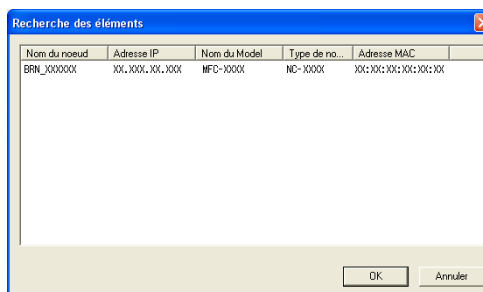 Recherche des éléments
Nom du noeud Adresse IP Nom du Model Type de no... Adresse MAC
BRN_XXXXXX XX.XXX.XX.XXX MFC-XXXX NC-XXXX XX:XX:XX:XX:XX:XX
OK Annuler